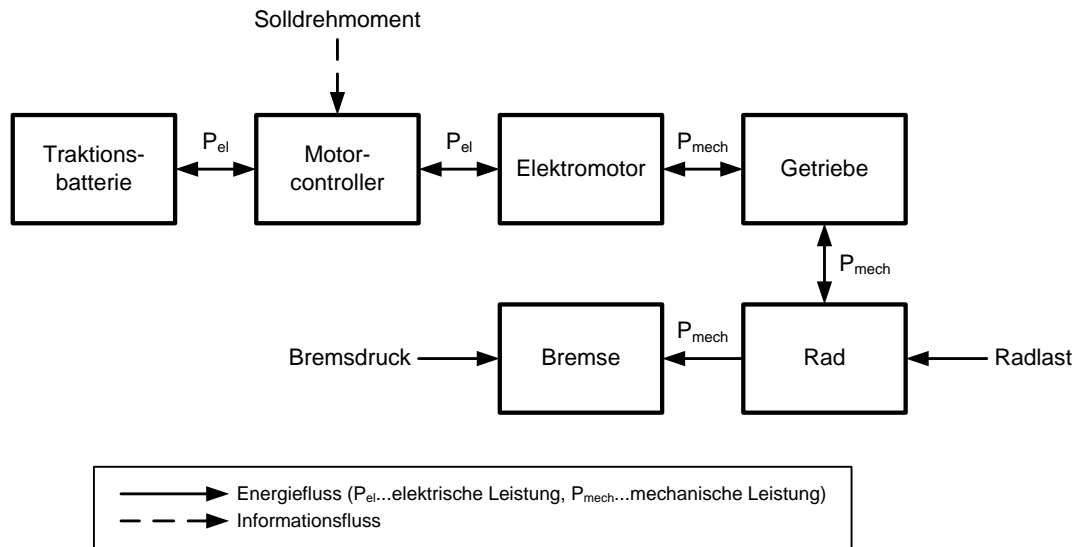 Solldrehmoment
Traktions-
batterie
P_el
Motor-
controller
P_el
Elektromotor
P_mech
Getriebe
P_mech
Bremsdruck
Bremse
P_mech
Rad
Radlast
Energiefluss (P_el...elektrische Leistung, P_mech...mechanische Leistung)
Informationsfluss